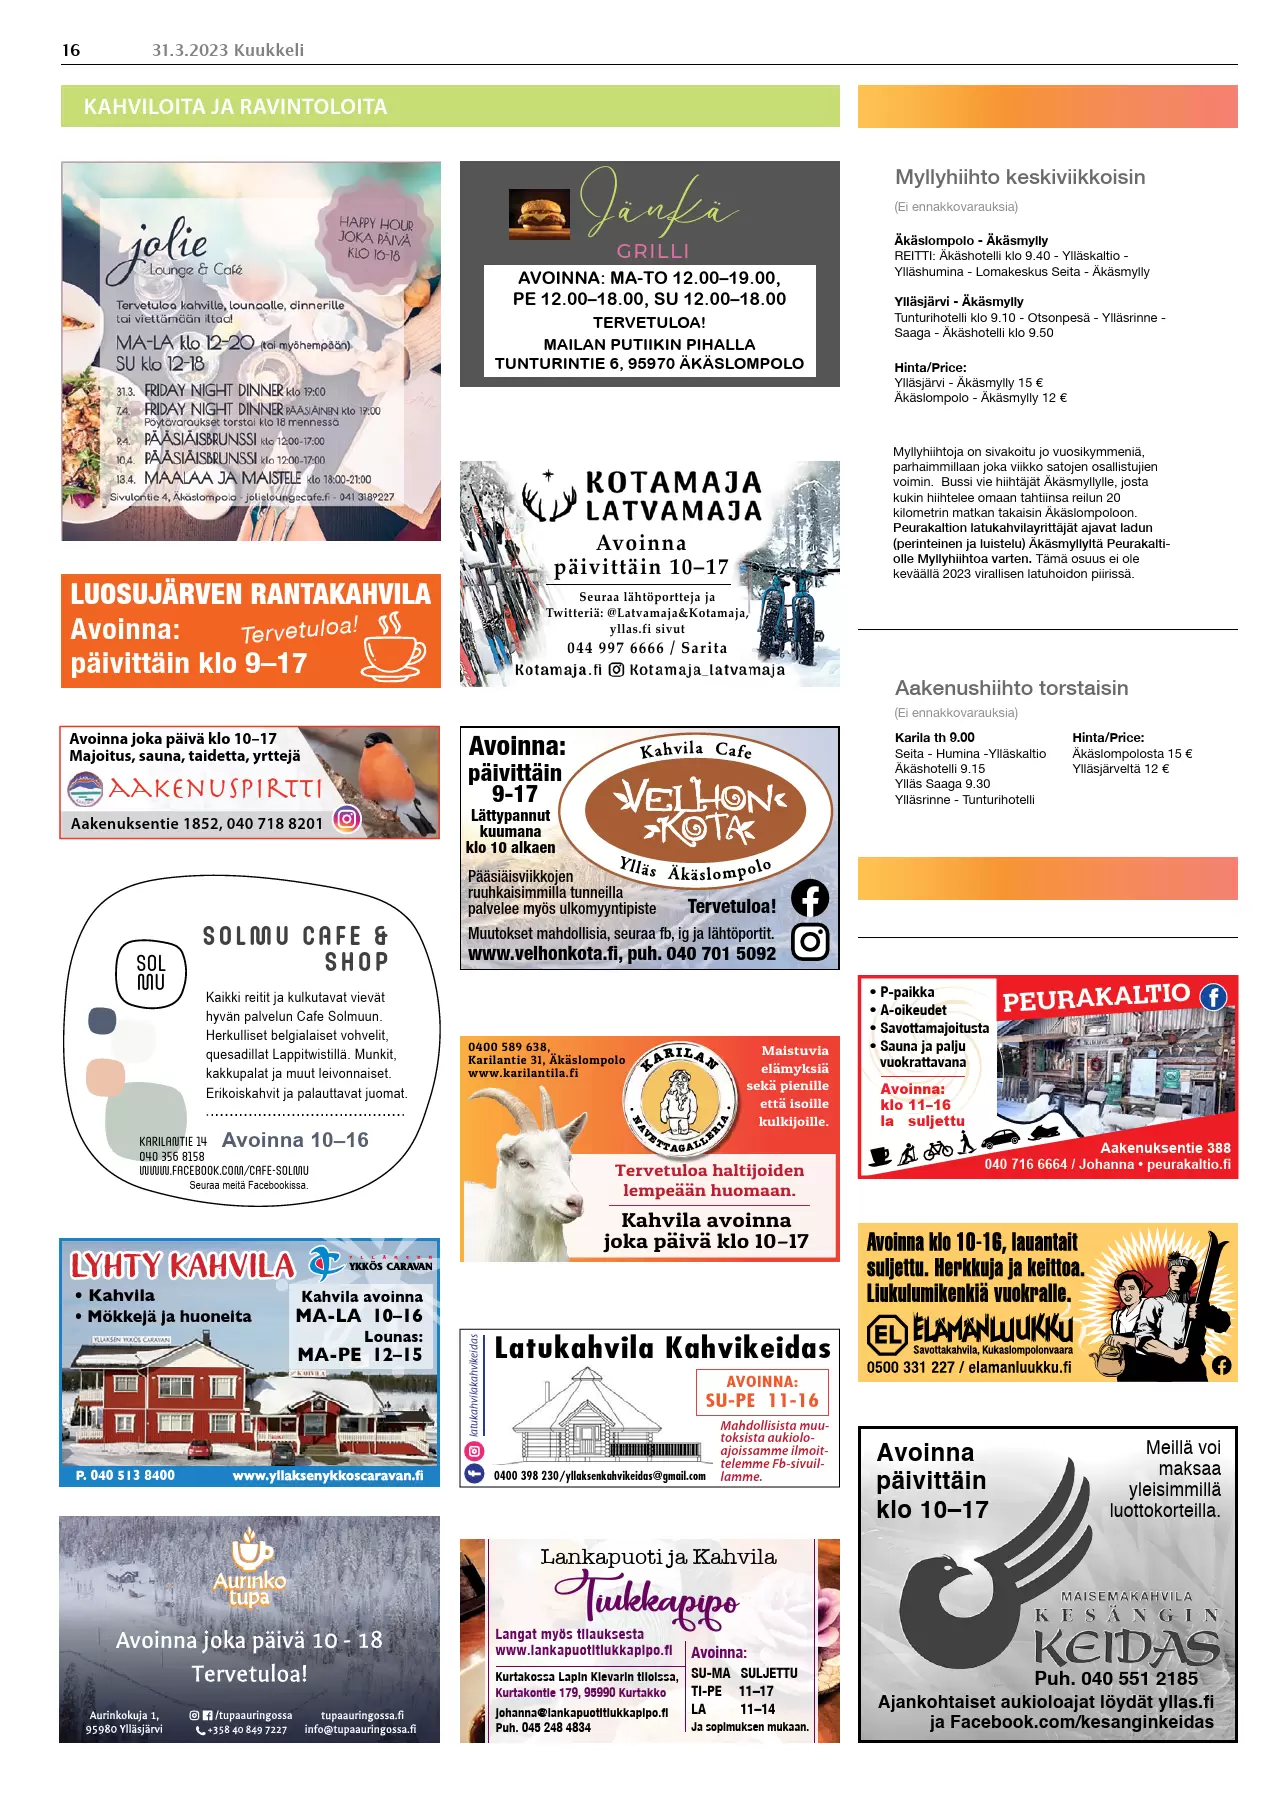 16
31.3.2023 Kuukkeli
KAHVILOITA JA RAVINTOLOITA
jolie
Lounge & Café
HAPPY HOUR
JOKA PÄIVÄ
KLO 16-18
Tervetuloa kahville, lounaalle, dinnerille
tai viettämään iltaa!
MA-LA klo 12-20 (tai myöhempään)
SU klo 12-18
31.3. FRIDAY NIGHT DINNER klo 19:00
7.4. FRIDAY NIGHT DINNER PÄÄSIÄINEN klo 19:00
Pöytävaraukset torstai klo 18 mennessä
9.4. PÄÄSIÄISBRUNSSI klo 12:00-17:00
10.4. PÄÄSIÄISBRUNSSI klo 12:00-17:00
13.4. MAALAA JA MAISTELE klo 18:00-21:00
Sivulantie 4, Äkäslompolo - jolieloungecafe.fi - 041 3189227
LUOSUJÄRVEN RANTAKAHVILA
Avoinna:
Tervetuloa!
päivittäin klo 9–17
Avoinna joka päivä klo 10–17
Majoitus, sauna, taidetta, yrttejä
AAKENUSPIRTTI
Aakenuksentie 1852, 040 718 8201
SOLMU CAFE &
SHOP
SOL
MU
Kaikki reitit ja kulkutavat vievät
hyvän palvelun Cafe Solmuun.
Herkulliset belgialaiset vohvelit,
quesadillat Lappitwistillä. Munkit,
kakkupalat ja muut leivonnaiset.
Erikoiskahvit ja palauttavat juomat.
KARILANTIE 14
040 356 8158
Avoinna 10–16
WWW.FACEBOOK.COM/CAFE-SOLMU
Seuraa meitä Facebookissa.
LYHTY KAHVILA
YLLÄKSEN
YKKÖS CARAVAN
• Kahvila
• Mökkejä ja huoneita
Kahvila avoinna
MA-LA 10–16
Lounas:
MA-PE 12–15
YLLÄKSEN YKKÖS CARAVAN
KAHVILA
P. 040 513 8400
www.yllaksenykkoscaravan.fi
Aurinko
tupa
Avoinna joka päivä 10 - 18
Tervetuloa!
Aurinkokuja 1,
95980 Ylläsjärvi
/tupaauringossa
+358 40 849 7227
tupaauringossa.fi
info@tupaauringossa.fi
Jänkä
GRILLI
AVOINNA: MA-TO 12.00–19.00,
PE 12.00–18.00, SU 12.00–18.00
TERVETULOA!
MAILAN PUTIIKIN PIHALLA
TUNTURINTIE 6, 95970 ÄKÄSLOMPOLO
KOTAMAJA
LATVAMAJA
Avoinna
päivittäin 10–17
Seuraa lähtöportteja ja
Twitteriä: @Latvamaja&Kotamaja,
yllas.fi sivut
044 997 6666 / Sarita
Kotamaja.fi Kotamaja_latvamaja
Avoinna:
päivittäin
9-17
Lättypannut
kuumana
klo 10 alkaen
Kahvila Cafe
VELHON
KOTA
Ylläs Äkäslompolo
Pääsiäisviikkojen
ruuhkaisimmilla tunneilla
palvelee myös ulkomyyntipiste
Tervetuloa!
Muutokset mahdollisia, seuraa fb, ig ja lähtöportit.
www.velhonkota.fi, puh. 040 701 5092
0400 589 638,
Karilantie 31, Äkäslompolo
www.karilantila.fi
KARILAN
NAVETTAGALLERIA
Maistuvia
elämyksiä
sekä pienille
että isoille
kulkijoille.
Tervetuloa haltijoiden
lempeään huomaan.
Kahvila avoinna
joka päivä klo 10–17
latukahvilakahvikeidas
Latukahvila Kahvikeidas
AVOINNA:
SU-PE 11-16
Mahdollisista muu-
toksista aukiolo-
ajoissamme ilmoit-
telemme Fb-sivuil-
lamme.
0400 398 230/yllaksenkahvikeidas@gmail.com
Lankapuoti ja Kahvila
Tiukkapipo
Langat myös tilauksesta
www.lankapuotitiukkapipo.fi
Kurtakossa Lapin Kievarin tiloissa,
Kurtakontie 179, 95990 Kurtakko
johanna@lankapuotitiukkapipo.fi
Puh. 045 248 4834
Avoinna:
SU-MA SULJETTU
TI-PE 11–17
LA 11–14
Ja sopimuksen mukaan.
Myllyhiihto keskiviikkoisin
(Ei ennakkovarauksia)
Äkäslompolo - Äkäsmylly
REITTI: Äkäshotelli klo 9.40 - Ylläskaltio -
Ylläshumina - Lomakeskus Seita - Äkäsmylly
Ylläsjärvi - Äkäsmylly
Tunturihotelli klo 9.10 - Otsonpesä - Ylläsrinne -
Saaga - Äkäshotelli klo 9.50
Hinta/Price:
Ylläsjärvi - Äkäsmylly 15 €
Äkäslompolo - Äkäsmylly 12 €
Myllyhiihtoja on sivakoitu jo vuosikymmeniä,
parhaimmillaan joka viikko satojen osallistujien
voimin. Bussi vie hiihtäjät Äkäsmyllylle, josta
kukin hiihtelee omaan tahtiinsa reilun 20
kilometrin matkan takaisin Äkäslompoloon.
Peurakaltion latukahvilayrittäjät ajavat ladun
(perinteinen ja luistelu) Äkäsmyllyltä Peurakalti-
olle Myllyhiihtoa varten. Tämä osuus ei ole
keväällä 2023 virallisen latuhoidon piirissä.
Aakenushiihto torstaisin
(Ei ennakkovarauksia)
Karila th 9.00
Seita - Humina -Ylläskaltio
Äkäshotelli 9.15
Ylläs Saaga 9.30
Ylläsrinne - Tunturihotelli
Hinta/Price:
Äkäslompolosta 15 €
Ylläsjärveltä 12 €
• P-paikka
• A-oikeudet
• Savottamajoitusta
• Sauna ja palju
vuokrattavana
Avoinna:
klo 11–16
la suljettu
PEURAKALTIO
Aakenuksentie 388
040 716 6664 / Johanna • peurakaltio.fi
Avoinna klo 10-16, lauantait
suljettu. Herkkuja ja keittoa.
Liukulumikenkiä vuokralle.
EL
ELÄMÄNLUUKKU
Savottakahvila, Kukaslompolonvaara
0500 331 227 / elamanluukku.fi
Avoinna
päivittäin
klo 10–17
Meillä voi
maksaa
yleisimmillä
luottokorteilla.
MAISEMAKAHVILA
KESÄNGIN
KEIDAS
Puh. 040 551 2185
Ajankohtaiset aukioloajat löydät yllas.fi
ja Facebook.com/kesanginkeidas